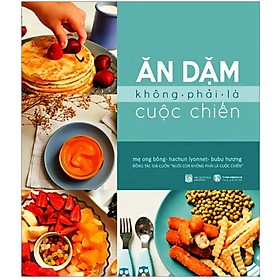 ĂN DẶM
không • phải • là
cuộc chiến
mẹ ong bông - hachun lyonnet - bubu hương
ĐỒNG TÁC GIẢ CUỐN "NUÔI CON KHÔNG PHẢI LÀ CUỘC CHIẾN"